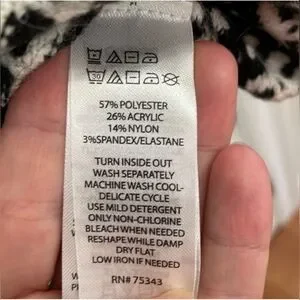 30
57% POLYESTER
26% ACRYLIC
14% NYLON
3%SPANDEX/ELASTANE
TURN INSIDE OUT
WASH SEPARATELY
MACHINE WASH COOL-
DELICATE CYCLE
USE MILD DETERGENT
ONLY NON-CHLORINE
BLEACH WHEN NEEDED
RESHAPE WHILE DAMP
DRY FLAT
LOW IRON IF NEEDED
RN# 75343